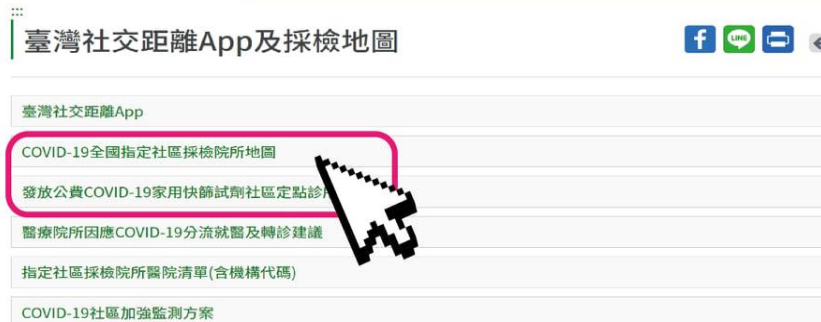 :::
臺灣社交距離App及採檢地圖
f LINE
臺灣社交距離App
COVID-19全國指定社區採檢院所地圖
發放公費COVID-19家用快篩試劑社區定點診
醫療院所因應COVID-19分流就醫及轉診建議
指定社區採檢院所醫院清單(含機構代碼)
COVID-19社區加強監測方案